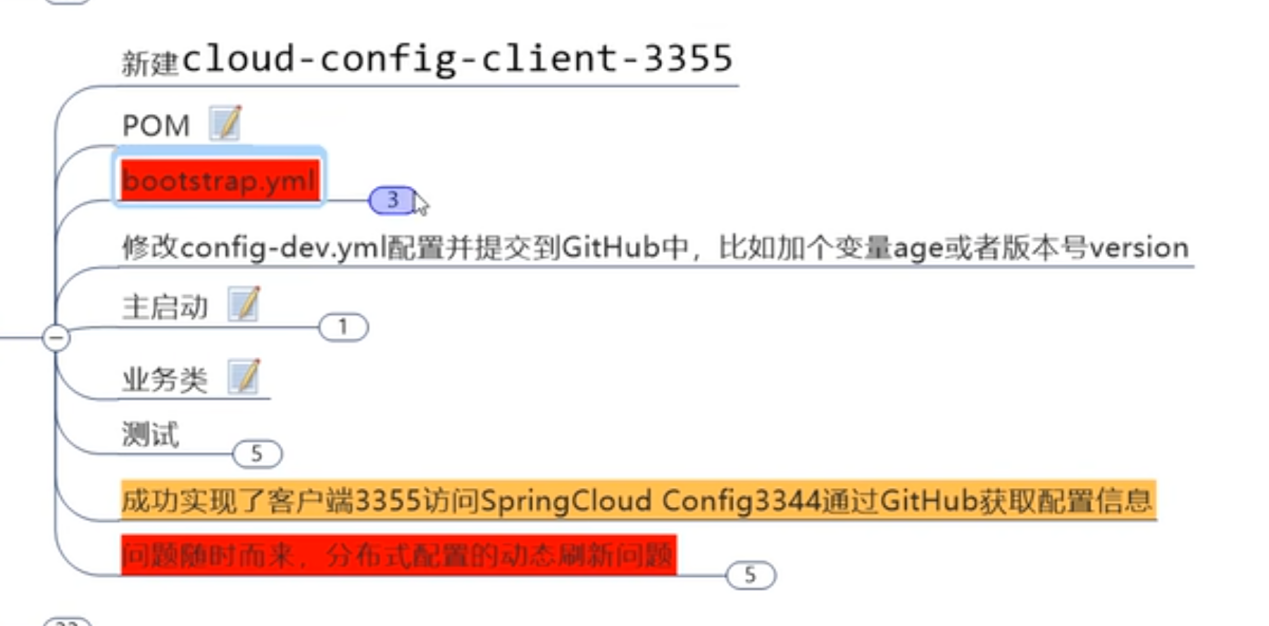 新建cloud-config-client-3355
POM
bootstrap.yml
3
修改config-dev.yml配置并提交到GitHub中，比如加个变量age或者版本号version
主启动
1
业务类
测试
5
成功实现了客户端3355访问SpringCloud Config3344通过GitHub获取配置信息
问题随时而来，分布式配置的动态刷新问题
5